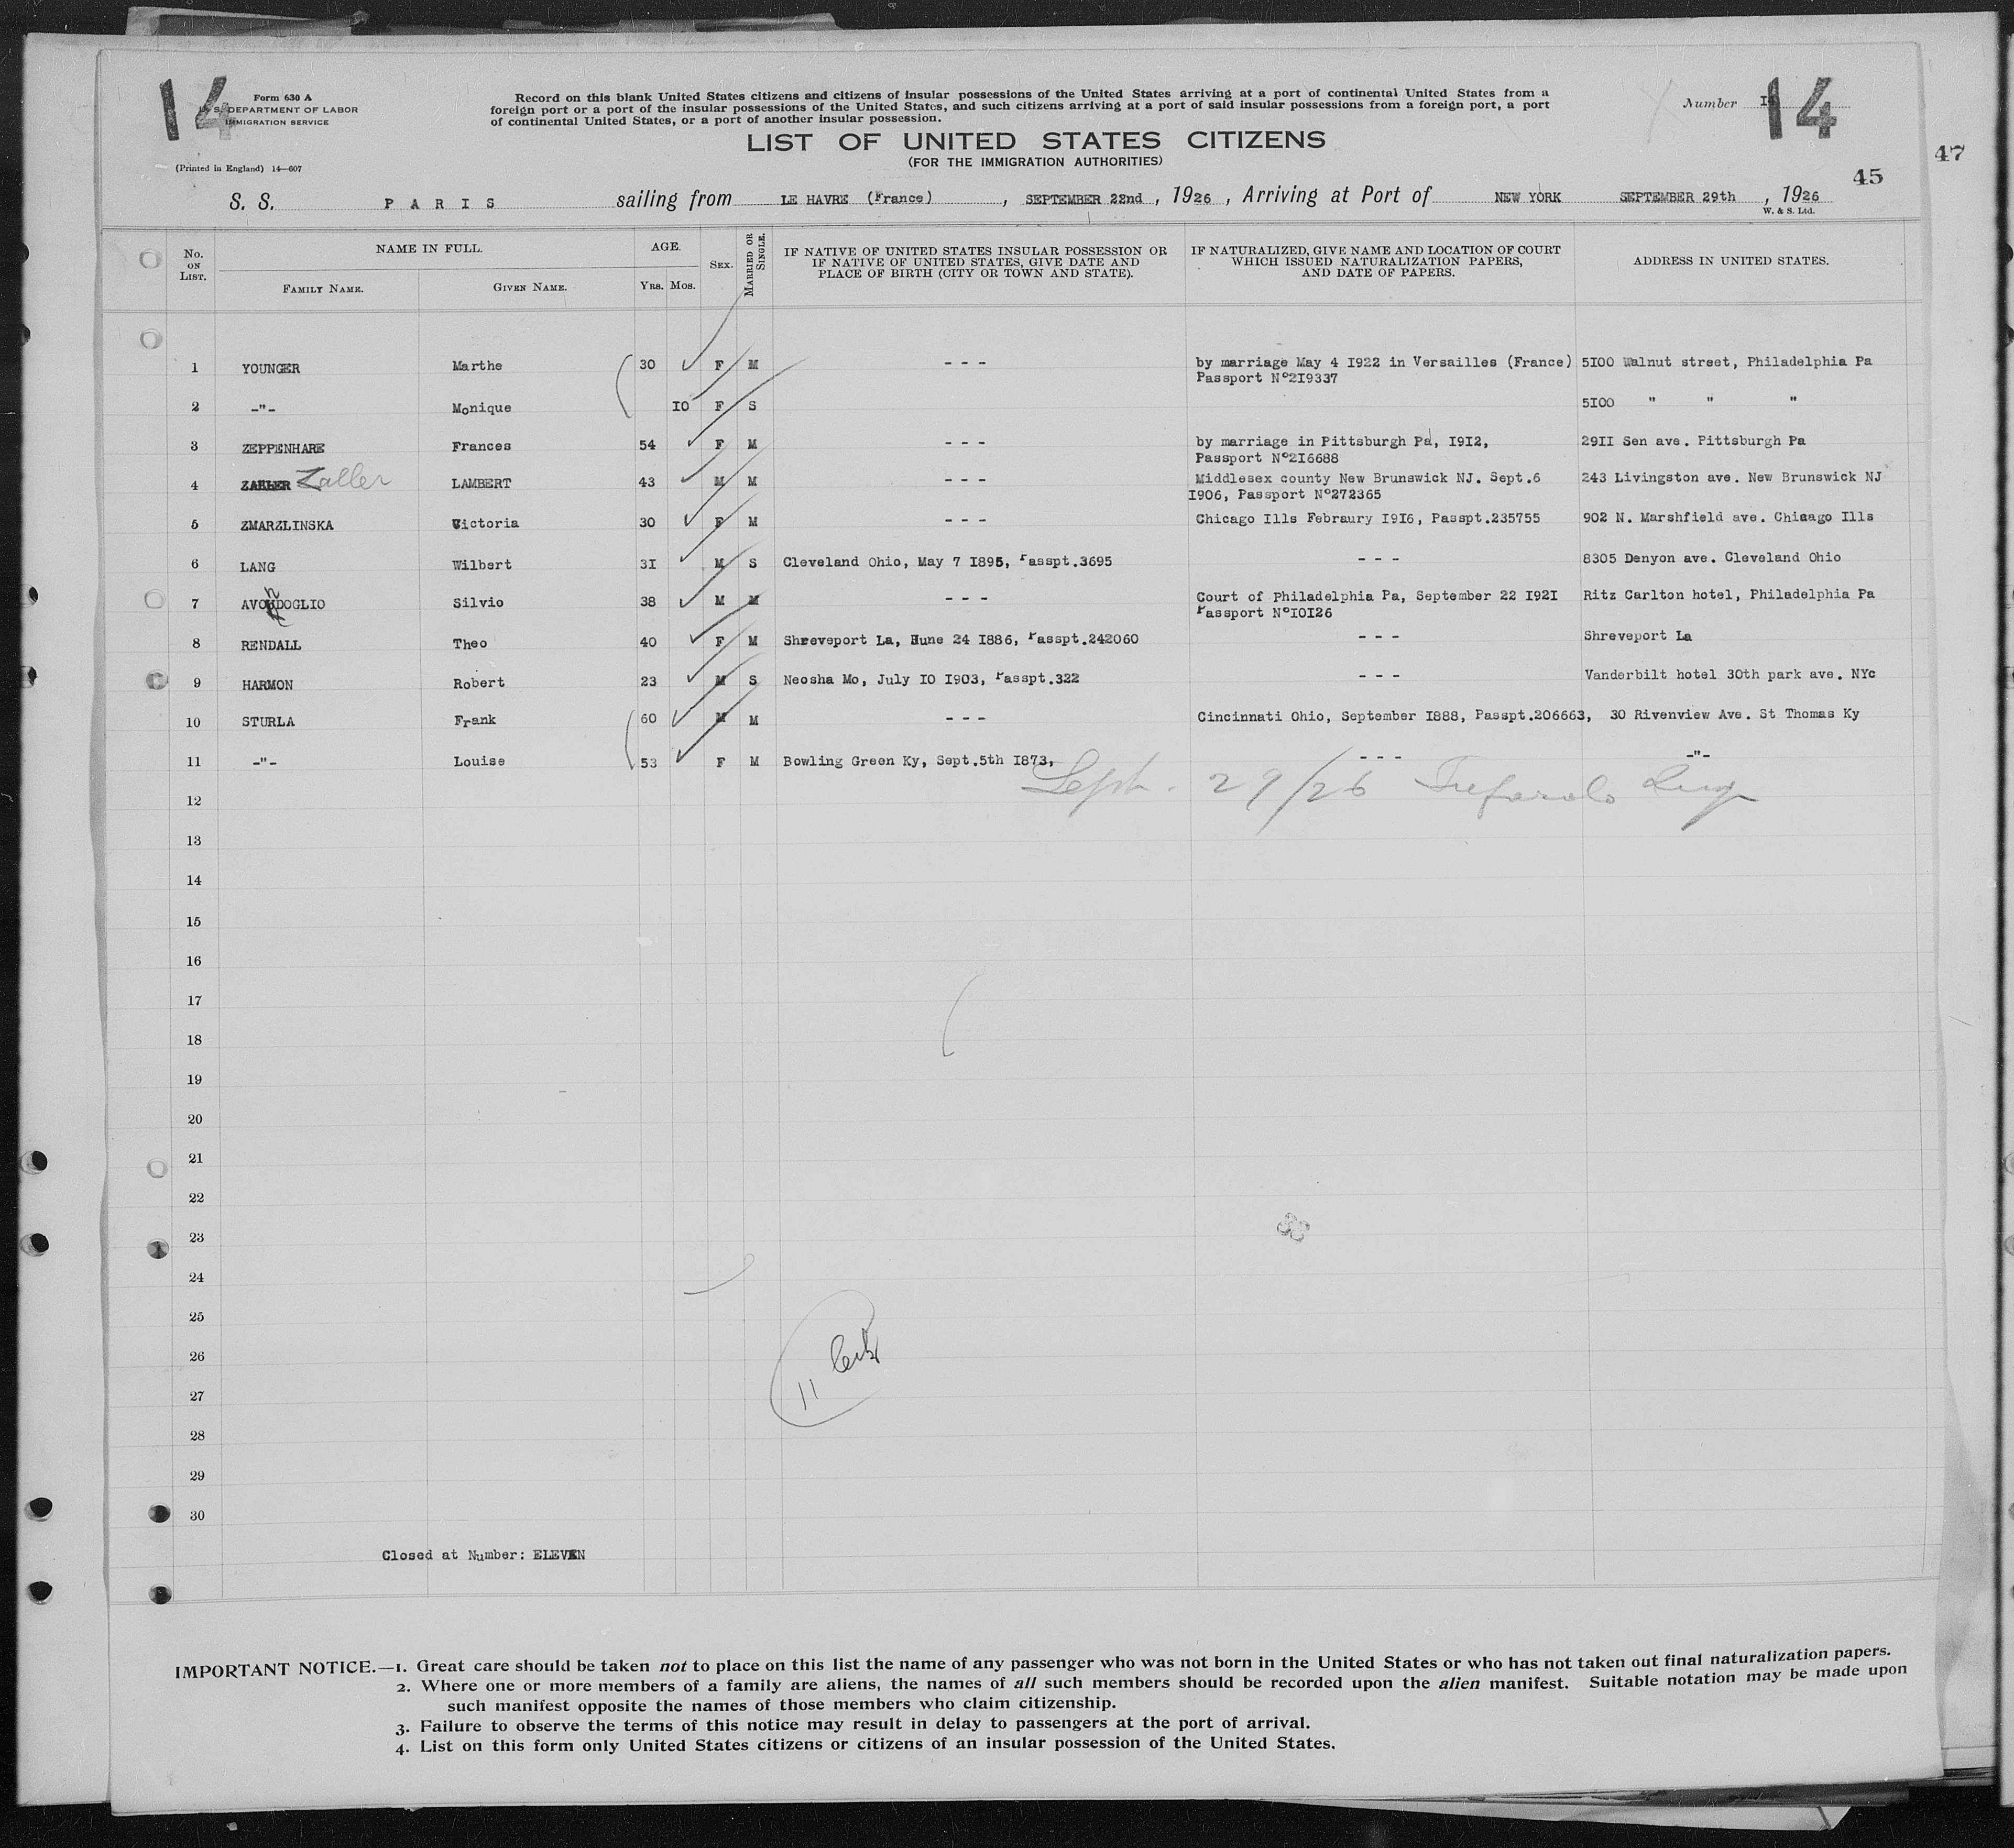 14
Form 630 A
U. S. DEPARTMENT OF LABOR
IMMIGRATION SERVICE
(Printed in England) 14—607
Record on this blank United States citizens and citizens of insular possessions of the United States arriving at a port of continental United States from a
foreign port or a port of the insular possessions of the United States, and such citizens arriving at a port of said insular possessions from a foreign port, a port
of continental United States, or a port of another insular possession.
Number 14
14
LIST OF UNITED STATES CITIZENS
(FOR THE IMMIGRATION AUTHORITIES)
47
45
S. S. PARIS sailing from LE HAVRE (France), SEPTEMBER 22nd, 1926, Arriving at Port of NEW YORK SEPTEMBER 29th, 1926
W. & S. Ltd.
No. ON LIST. NAME IN FULL. FAMILY NAME. GIVEN NAME. AGE. YRS. MOS. SEX. MARRIED OR SINGLE. IF NATIVE OF UNITED STATES INSULAR POSSESSION OR IF NATIVE OF UNITED STATES, GIVE DATE AND PLACE OF BIRTH (CITY OR TOWN AND STATE). IF NATURALIZED, GIVE NAME AND LOCATION OF COURT WHICH ISSUED NATURALIZATION PAPERS, AND DATE OF PAPERS. ADDRESS IN UNITED STATES.
1 YOUNGER Marthe 30 F M - - - by marriage May 4 I922 in Versailles (France) 5I00 Walnut street, Philadelphia Pa
Passport N°2I9337
2 -"- Monique I0 F S 5I00 " " "
3 ZEPPENHARE Frances 54 F M - - - by marriage in Pittsburgh Pa, I9I2, 29II Sen ave. Pittsburgh Pa
Passport N°2I6688
4 ZAELER Zaller LAMBERT 43 M M - - - Middlesex county New Brunswick NJ. Sept.6 243 Livingston ave. New Brunswick NJ
I906, Passport N°272365
5 ZMARZLINSKA Victoria 30 F M - - - Chicago Ills Febraury I9I6, Passpt.235755 902 N. Marshfield ave. Chicago Ills
6 LANG Wilbert 3I M S Cleveland Ohio, May 7 I895, Passpt.3695 - - - 8305 Denyon ave. Cleveland Ohio
7 AVONDOGLIO Silvio 38 M M - - - Court of Philadelphia Pa, September 22 I92I Ritz Carlton hotel, Philadelphia Pa
Passport N°I0I26
8 RENDALL Theo 40 F M Shreveport La, Hune 24 I886, Passpt.242060 - - - Shreveport La
9 HARMON Robert 23 M S Neosha Mo, July I0 I903, Passpt.322 - - - Vanderbilt hotel 30th park ave. NYc
10 STURLA Frank 60 M M - - - Cincinnati Ohio, September I888, Passpt.206663, 30 Rivenview Ave. St Thomas Ky
11 -"- Louise 53 F M Bowling Green Ky, Sept.5th I873, - - - -"-
Sept. 29/26
12
13
14
15
16
17
18
19
20
21
22
23
24
25
26
27
28
29
30
11
Closed at Number: ELEVEN
IMPORTANT NOTICE.—1. Great care should be taken not to place on this list the name of any passenger who was not born in the United States or who has not taken out final naturalization papers.
2. Where one or more members of a family are aliens, the names of all such members should be recorded upon the alien manifest. Suitable notation may be made upon
such manifest opposite the names of those members who claim citizenship.
3. Failure to observe the terms of this notice may result in delay to passengers at the port of arrival.
4. List on this form only United States citizens or citizens of an insular possession of the United States.